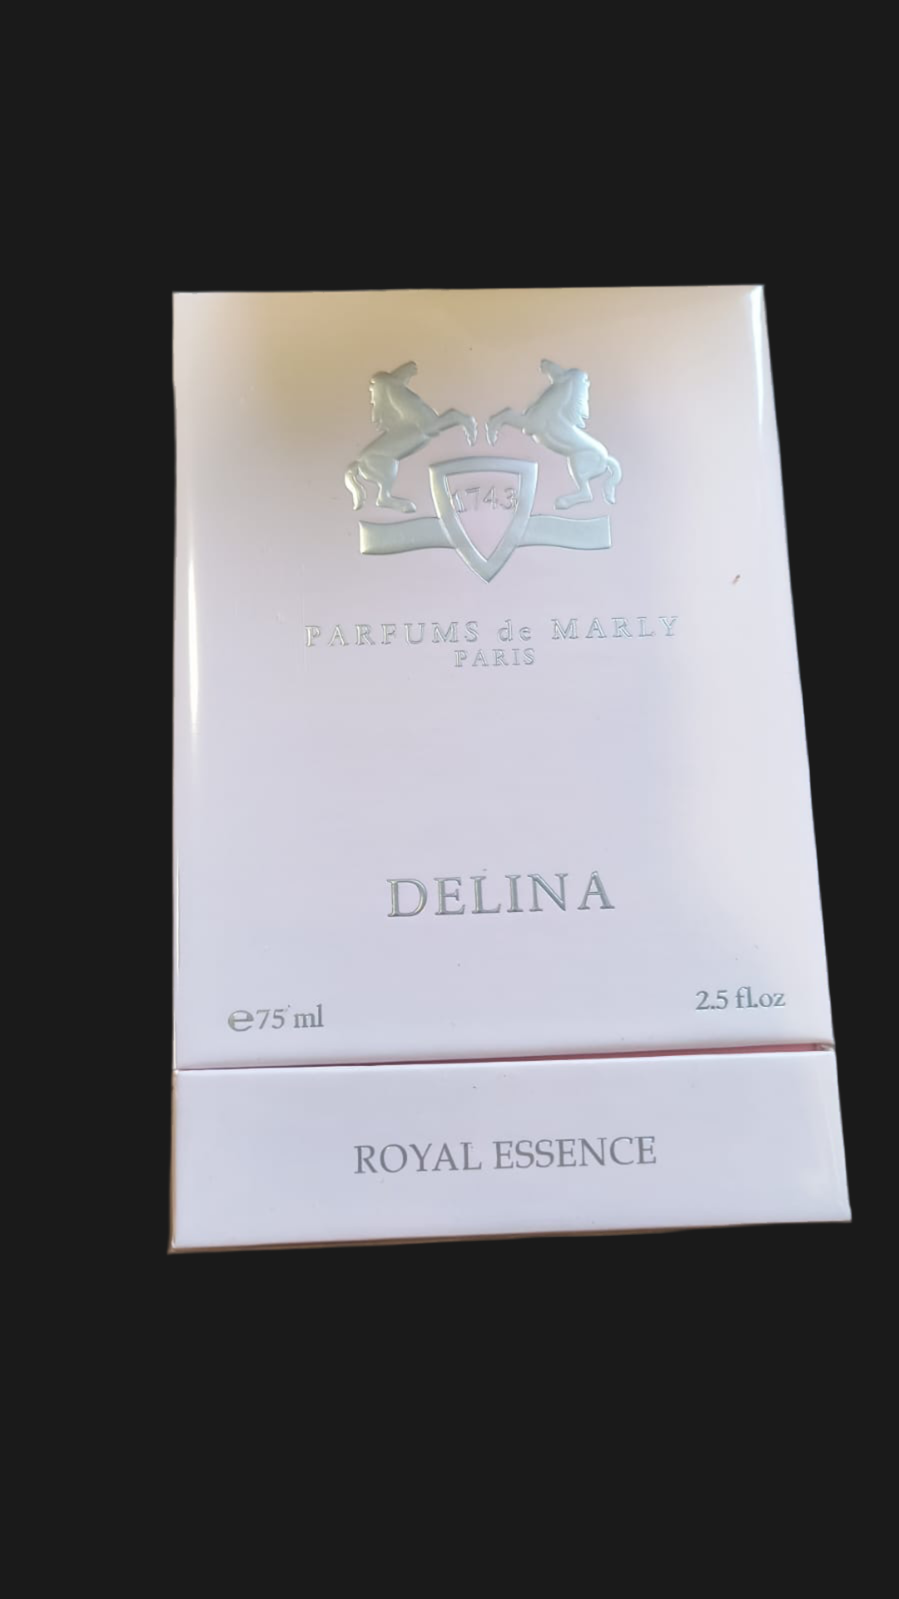 1743
PARFUMS de MARLY
PARIS
DELINA
℮75 ml
2.5 fl.oz
ROYAL ESSENCE